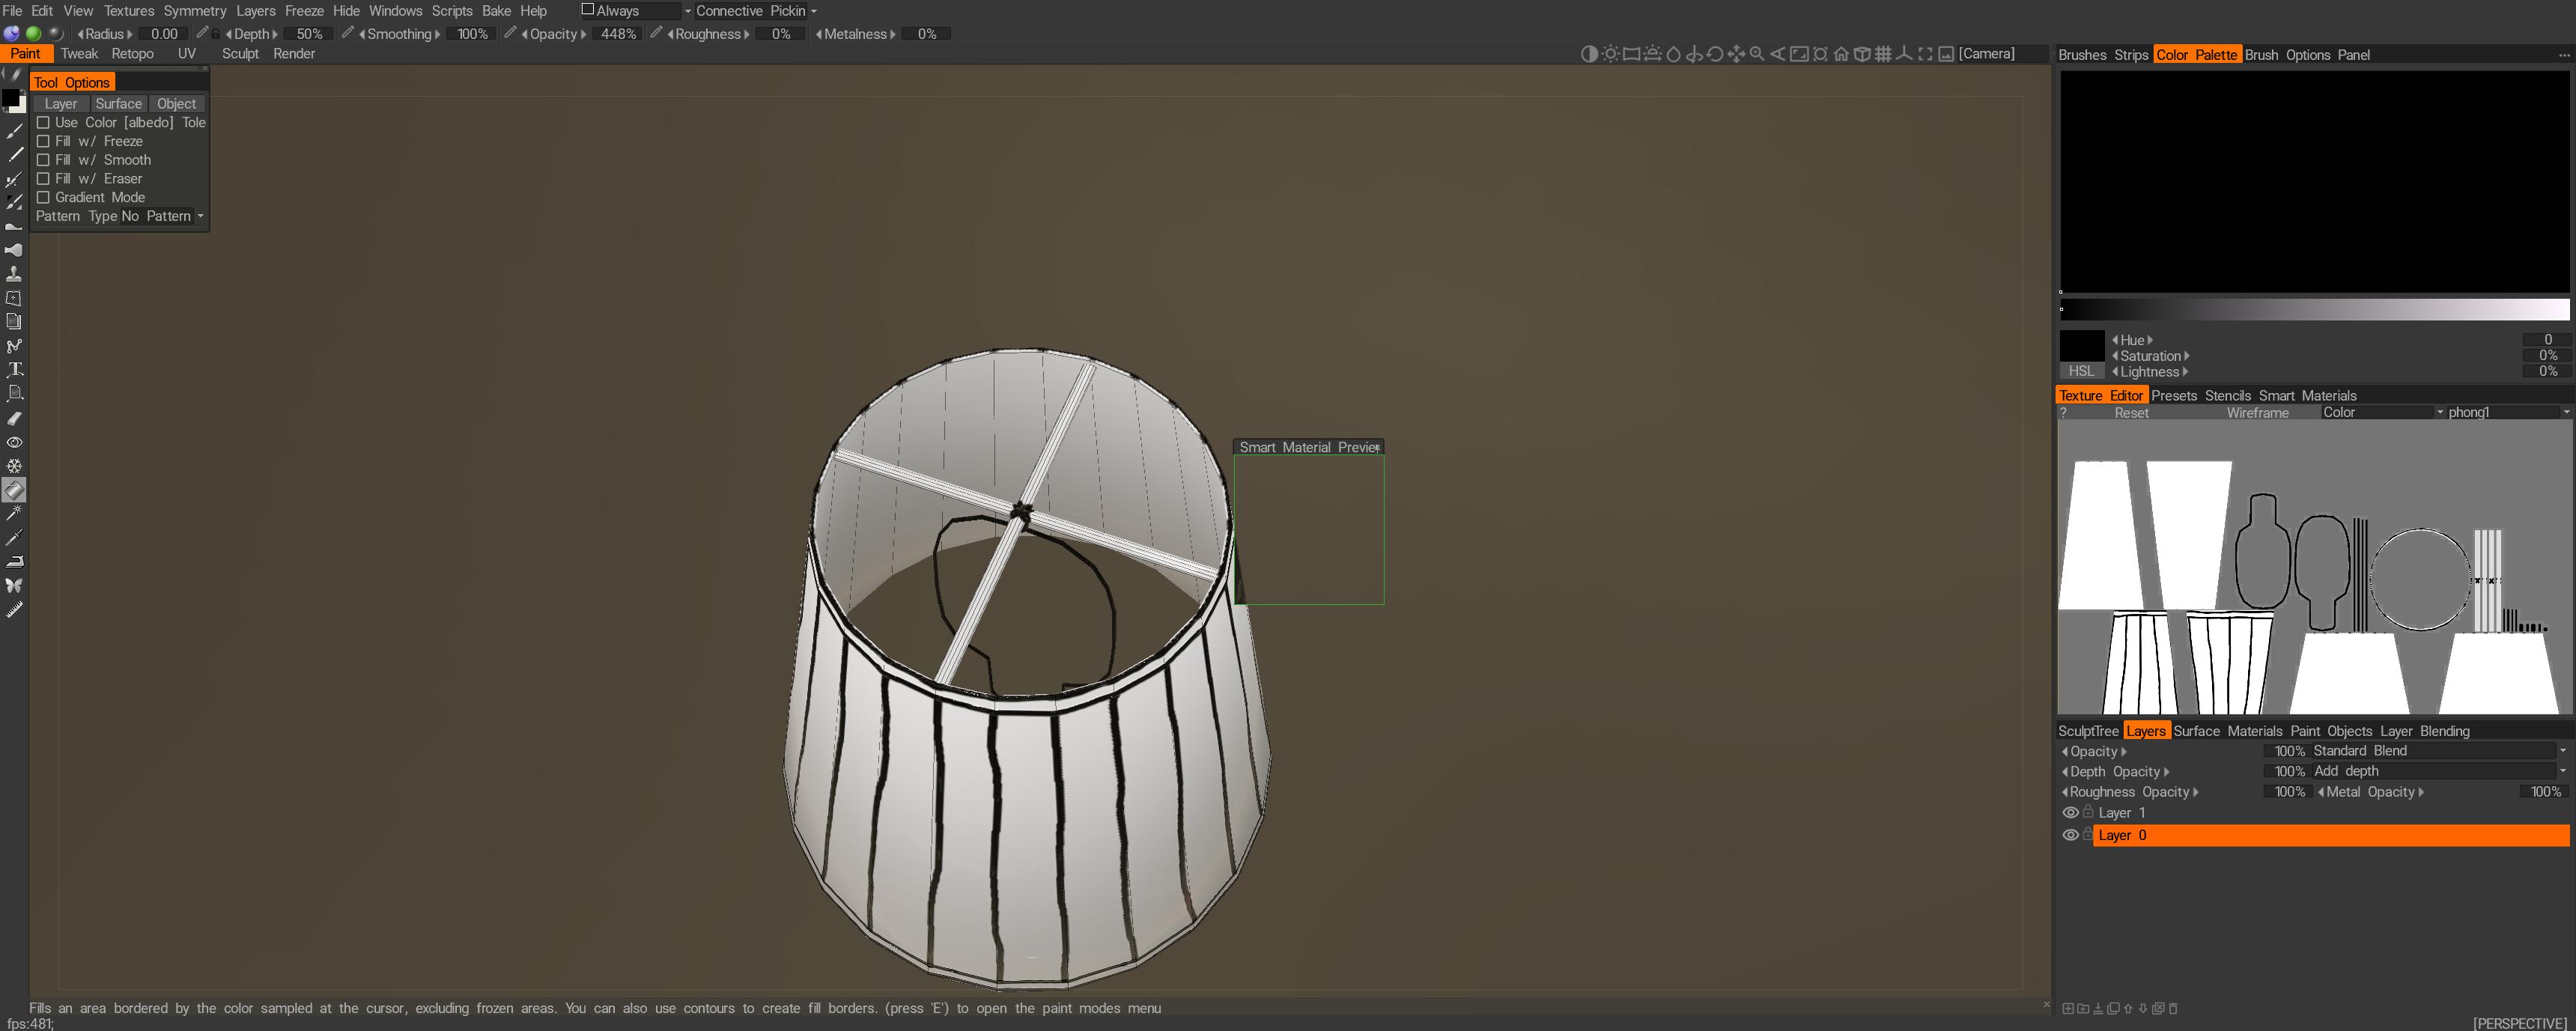 File Edit View Textures Symmetry Layers Freeze Hide Windows Scripts Bake Help Always Connective Pickin
Radius 0.00 Depth 50% Smoothing 100% Opacity 448% Roughness 0% Metalness 0%
Paint Tweak Retopo UV Sculpt Render [Camera]
Tool Options
Layer Surface Object
Use Color [albedo] Tole
Fill w/ Freeze
Fill w/ Smooth
Fill w/ Eraser
Gradient Mode
Pattern Type No Pattern
Smart Material Preview
Brushes Strips Color Palette Brush Options Panel
Hue 0
Saturation 0%
HSL Lightness 0%
Texture Editor Presets Stencils Smart Materials
? Reset Wireframe Color phong1
SculptTree Layers Surface Materials Paint Objects Layer Blending
Opacity 100% Standard Blend
Depth Opacity 100% Add depth
Roughness Opacity 100% Metal Opacity 100%
Layer 1
Layer 0
Fills an area bordered by the color sampled at the cursor, excluding frozen areas. You can also use contours to create fill borders. (press 'E') to open the paint modes menu
fps:481;
[PERSPECTIVE]